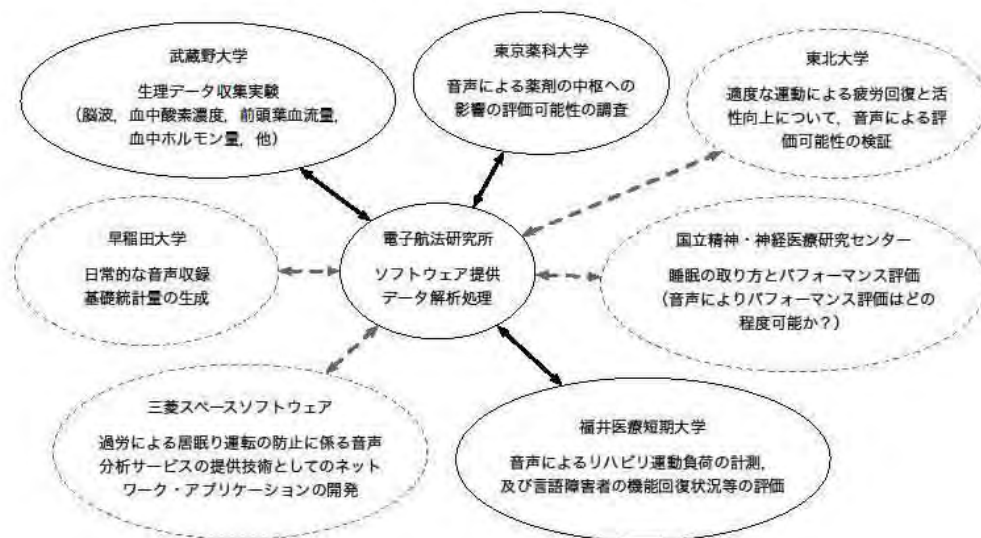 武蔵野大学
生理データ収集実験
(脳波,血中酸素濃度,前頭葉血流量,
血中ホルモン量,他)
東京薬科大学
音声による薬剤の中枢への
影響の評価可能性の調査
東北大学
適度な運動による疲労回復と活
性向上について,音声による評
価可能性の検証
早稲田大学
日常的な音声収録
基礎統計量の生成
電子航法研究所
ソフトウェア提供
データ解析処理
国立精神・神経医療研究センター
睡眠の取り方とパフォーマンス評価
(音声によりパフォーマンス評価はどの
程度可能か?)
三菱スペースソフトウェア
過労による居眠り運転の防止に係る音声
分析サービスの提供技術としてのネット
ワーク・アプリケーションの開発
福井医療短期大学
音声によるリハビリ運動負荷の計測,
及び言語障害者の機能回復状況等の評価